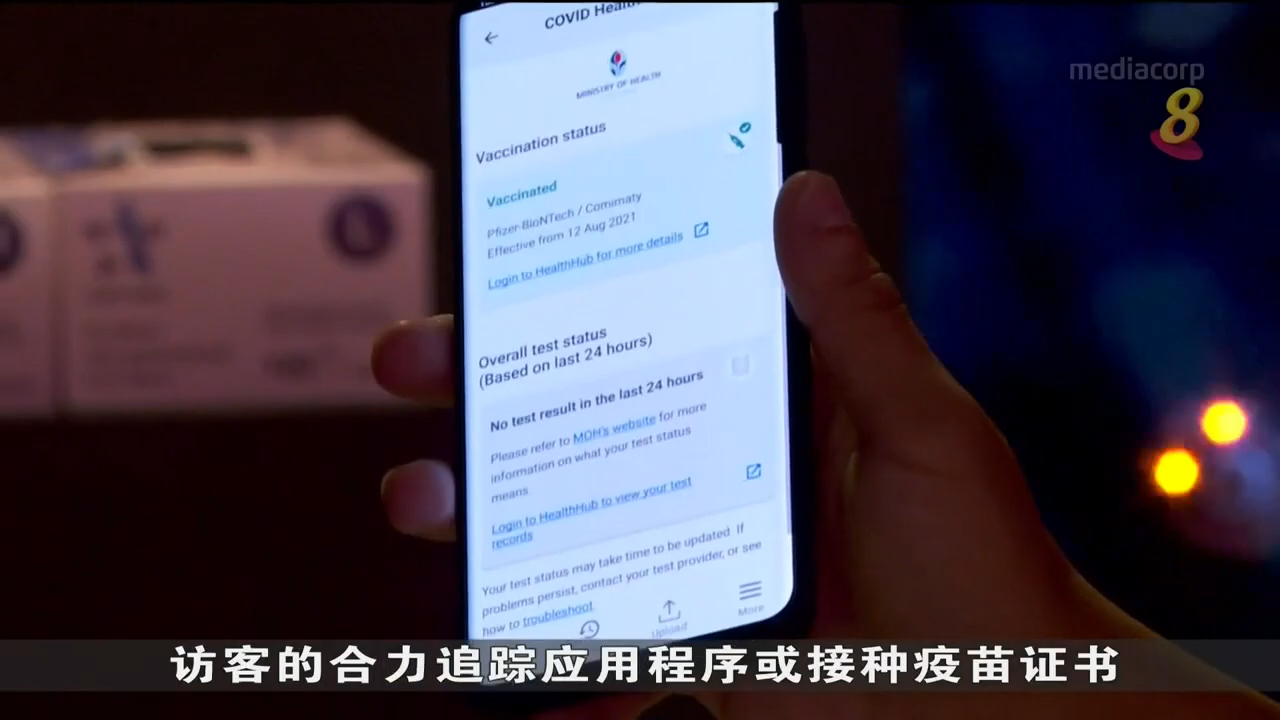 COVID Heal
mediacorp
8
MINISTRY OF HEALTH
Vaccination status
Vaccinated
Pfizer-BioNTech / Comirnaty
Effective from 12 Aug 2021
Login to HealthHub for more details
Overall test status
(Based on last 24 hours)
No test result in the last 24 hours
Please refer to MOH's website for more
information on what your test status
means.
Login to HealthHub to view your test
records
Your test status may take time to be updated. If
problems persist, contact your test provider, or see
how to troubleshoot.
Upload
More
访客的合力追踪应用程序或接种疫苗证书